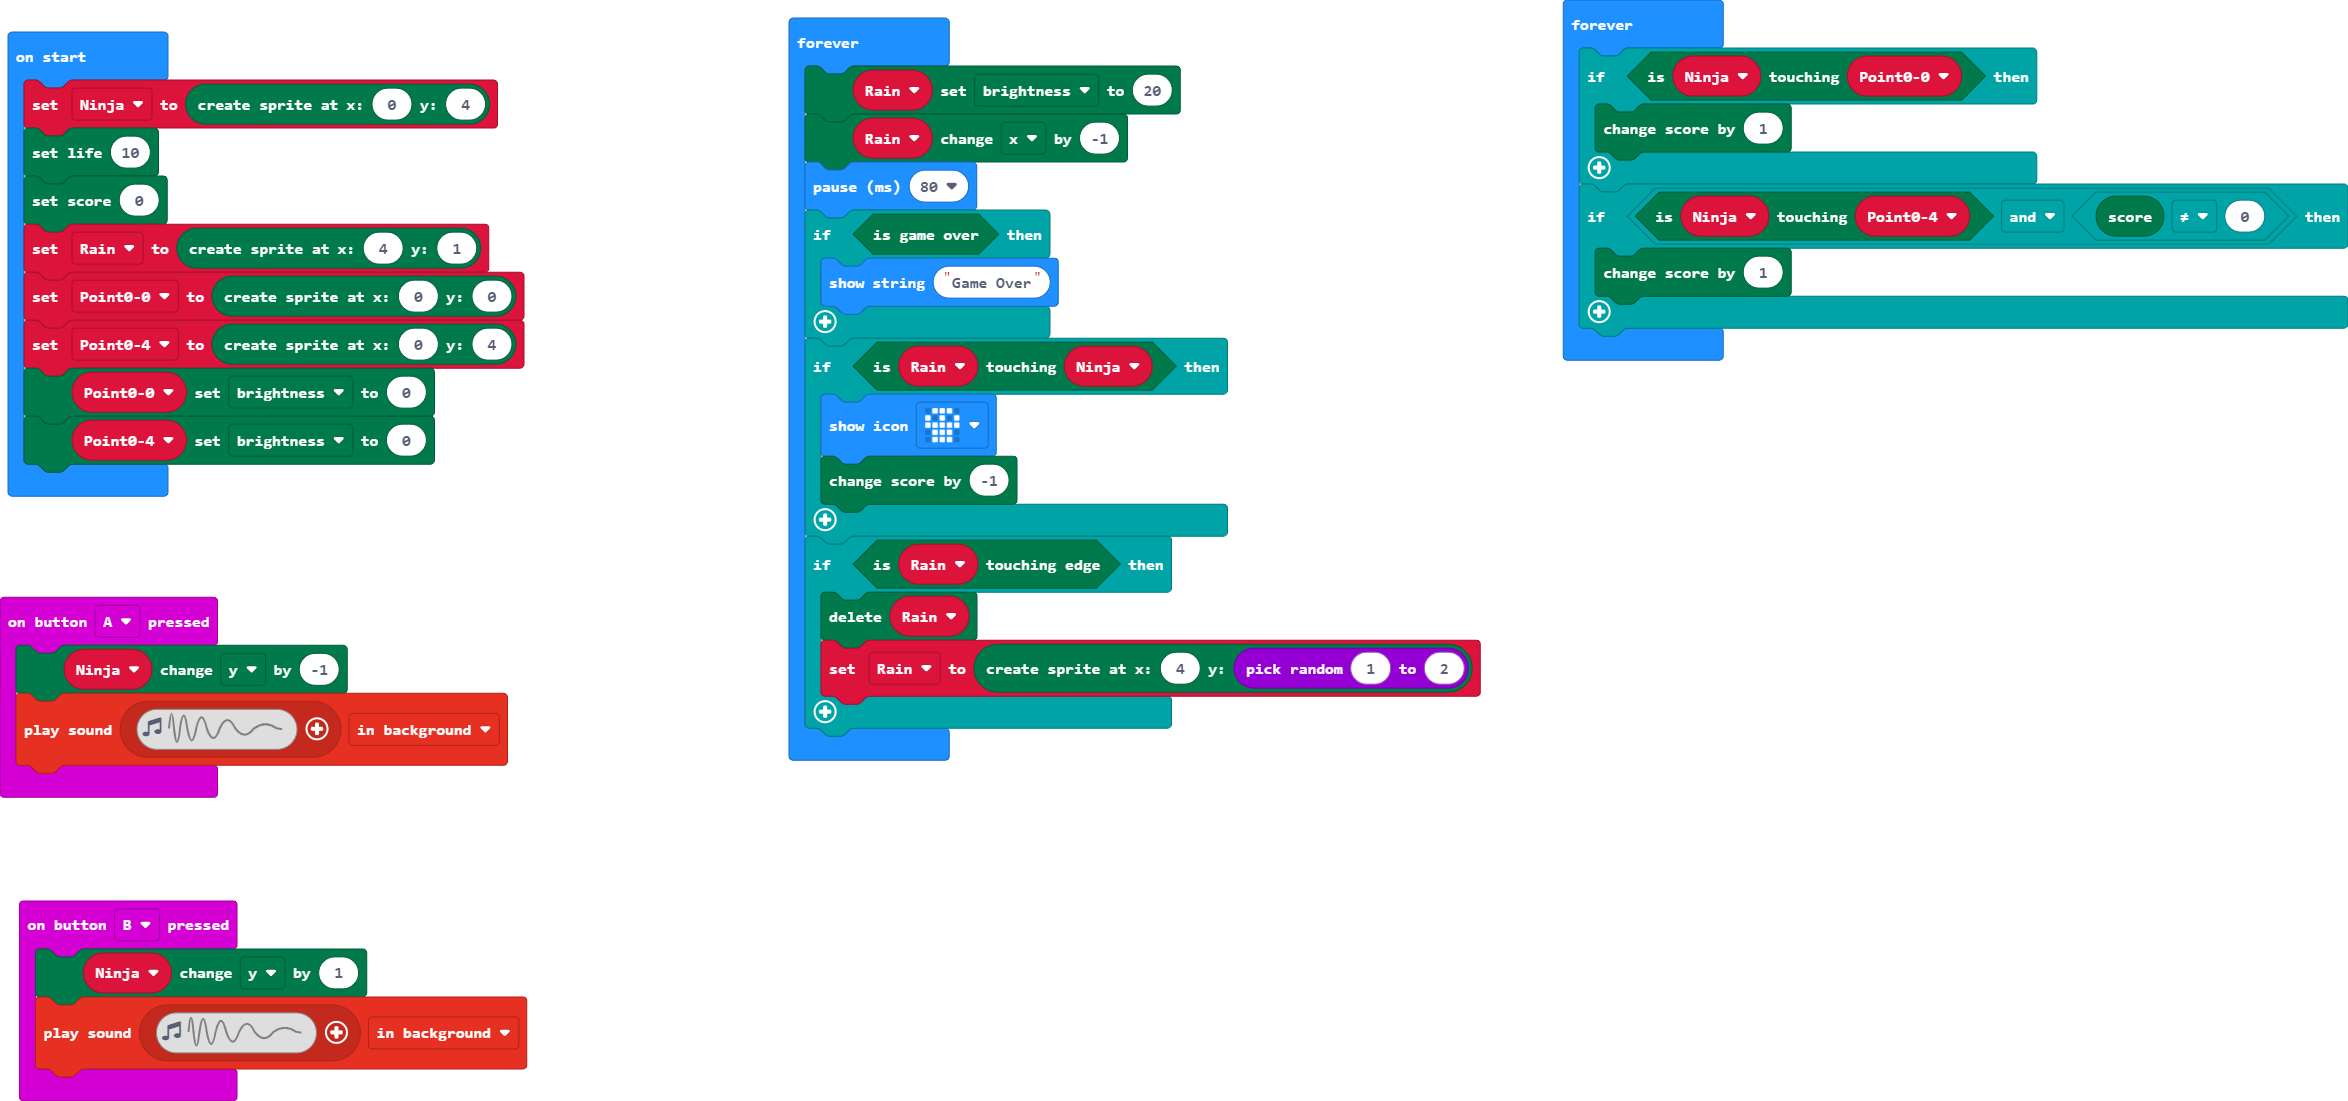 on start
set Ninja to create sprite at x: 0 y: 4
set life 10
set score 0
set Rain to create sprite at x: 4 y: 1
set Point0-0 to create sprite at x: 0 y: 0
set Point0-4 to create sprite at x: 0 y: 4
Point0-0 set brightness to 0
Point0-4 set brightness to 0
on button A pressed
Ninja change y by -1
play sound in background
on button B pressed
Ninja change y by 1
play sound in background
forever
Rain set brightness to 20
Rain change x by -1
pause (ms) 80
if is game over then
show string "Game Over"
if is Rain touching Ninja then
show icon
change score by -1
if is Rain touching edge then
delete Rain
set Rain to create sprite at x: 4 y: pick random 1 to 2
forever
if is Ninja touching Point0-0 then
change score by 1
if is Ninja touching Point0-4 and score ≠ 0 then
change score by 1